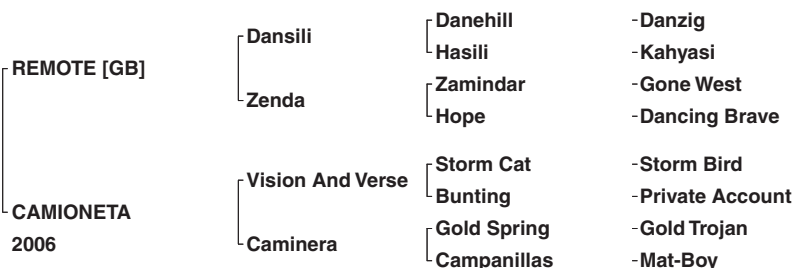 REMOTE [GB]
Dansili
Danehill
-Danzig
Hasili
-Kahyasi
Zenda
Zamindar
-Gone West
Hope
-Dancing Brave
CAMIONETA
2006
Vision And Verse
Storm Cat
-Storm Bird
Bunting
-Private Account
Caminera
Gold Spring
-Gold Trojan
Campanillas
-Mat-Boy